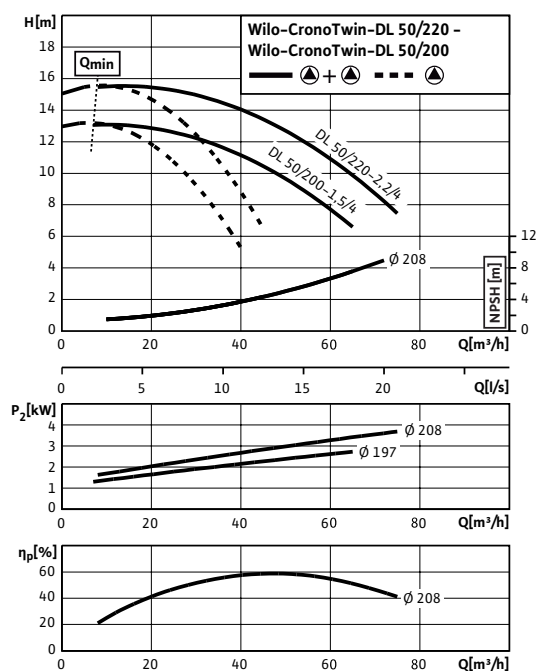 H[m]
Wilo-CronoTwin-DL 50/220 –
Wilo-CronoTwin-DL 50/200
+
18
Qmin
16
14
12
10
8
6
4
2
0
DL 50/220-2,2/4
DL 50/200-1,5/4
12
8
4
0
NPSH [m]
Ø 208
0 20 40 60 80 Q[m³/h]
0 5 10 15 20 Q[l/s]
P₂[kW]
4
3
2
1
0
Ø 208
Ø 197
0 20 40 60 80 Q[m³/h]
ηp[%]
60
40
20
0
Ø 208
0 20 40 60 80 Q[m³/h]